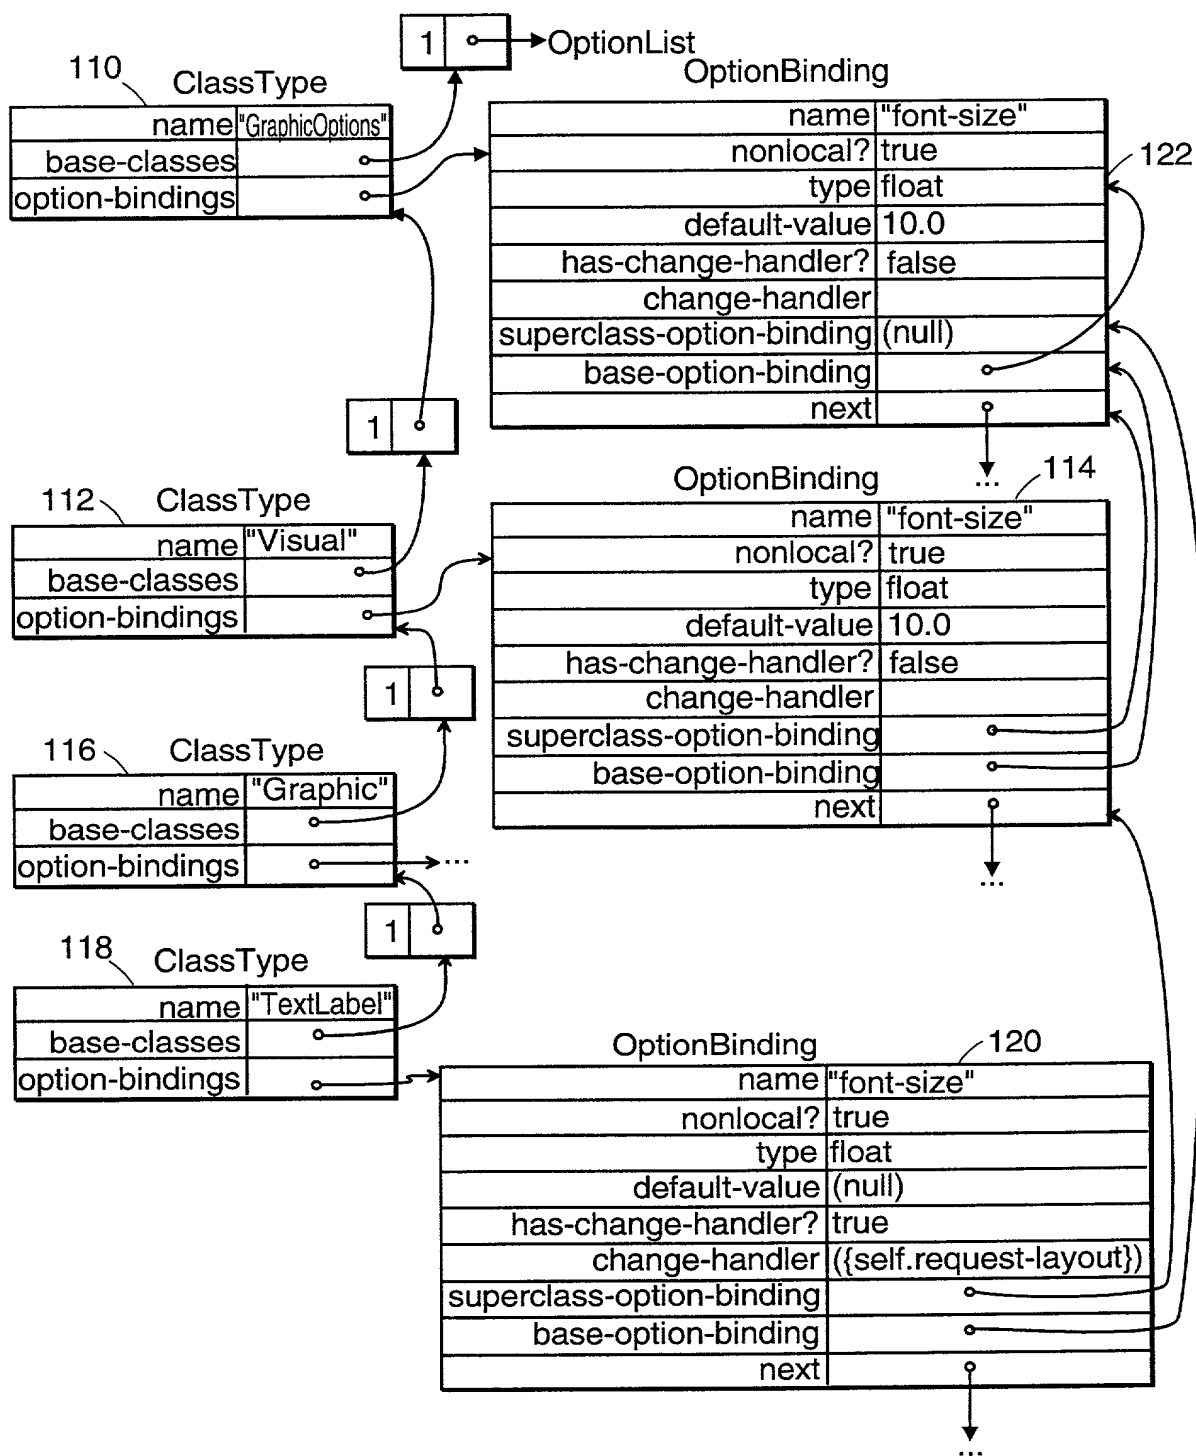 1 OptionList
110 ClassType
name "GraphicOptions"
base-classes
option-bindings
OptionBinding
name "font-size"
nonlocal? true
122
type float
default-value 10.0
has-change-handler? false
change-handler
superclass-option-binding (null)
base-option-binding
next
...
1
112 ClassType
name "Visual"
base-classes
option-bindings
OptionBinding 114
name "font-size"
nonlocal? true
type float
default-value 10.0
has-change-handler? false
change-handler
superclass-option-binding
base-option-binding
next
...
1
116 ClassType
name "Graphic"
base-classes
option-bindings ...
1
118 ClassType
name "TextLabel"
base-classes
option-bindings
OptionBinding 120
name "font-size"
nonlocal? true
type float
default-value (null)
has-change-handler? true
change-handler ({self.request-layout})
superclass-option-binding
base-option-binding
next
...